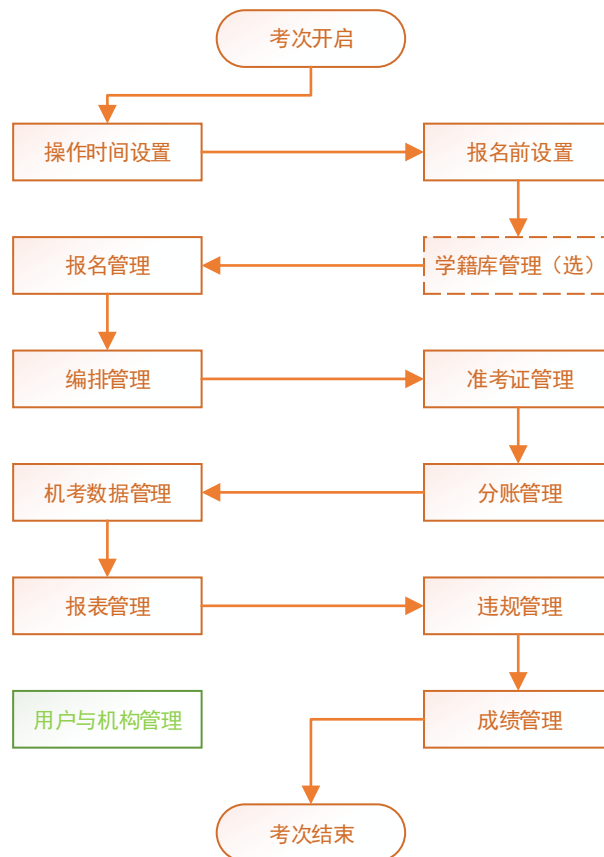 考次开启
操作时间设置
报名前设置
报名管理
学籍库管理（选）
编排管理
准考证管理
机考数据管理
分账管理
报表管理
违规管理
用户与机构管理
成绩管理
考次结束